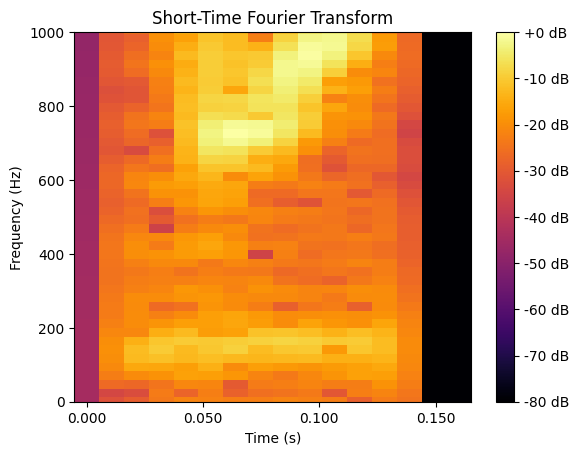 Short-Time Fourier Transform
1000
800
600
400
200
0
Frequency (Hz)
0.000
0.050
0.100
0.150
Time (s)
+0 dB
-10 dB
-20 dB
-30 dB
-40 dB
-50 dB
-60 dB
-70 dB
-80 dB